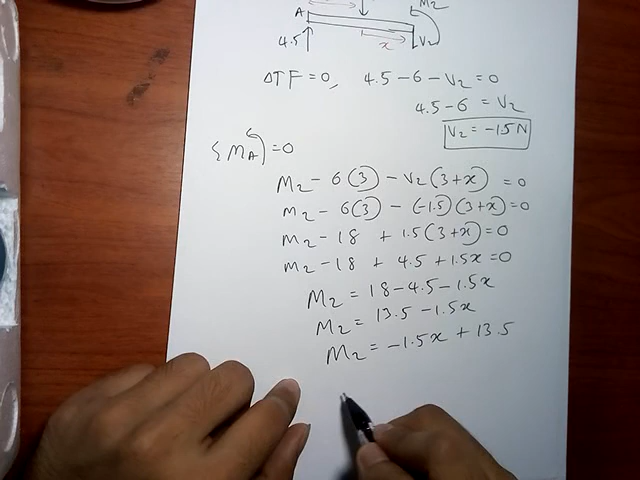 M₂
A
4.5
x
V₂
ΔTF=0, 4.5-6-V₂=0
4.5-6 = V₂
V₂ = -1.5N
{M_A) =0
M₂ - 6(3) - V₂(3+x) = 0
M₂ - 6(3) - (-1.5)(3+x)=0
M₂ - 18 + 1.5(3+x)=0
M₂ - 18 + 4.5 + 1.5x=0
M₂ = 18-4.5-1.5x
M₂ = 13.5 -1.5x
M₂ = -1.5x + 13.5